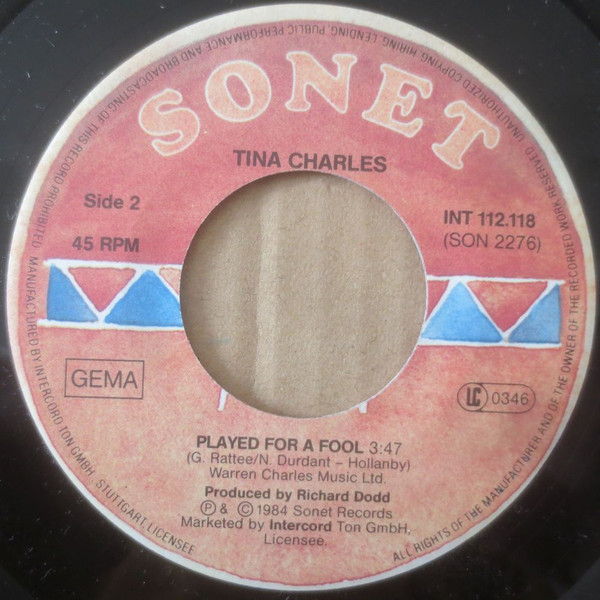 SONET
TINA CHARLES
Side 2
45 RPM
INT 112.118
(SON 2276)
GEMA
LC 0346
PLAYED FOR A FOOL 3:47
(G. Rattee/N. Durdant – Hollanby)
Warren Charles Music Ltd.
Produced by Richard Dodd
Ⓟ & © 1984 Sonet Records
Marketed by Intercord Ton GmbH,
Licensee.
MANUFACTURED BY INTERCORD TON GMBH STUTTGART, LICENSEE
ALL RIGHTS OF THE MANUFACTURER AND OF THE OWNER OF THE RECORDED WORK RESERVED UNAUTHORIZED COPYING, HIRING, LENDING, PUBLIC PERFORMANCE AND BROADCASTING OF THIS RECORD PROHIBITED